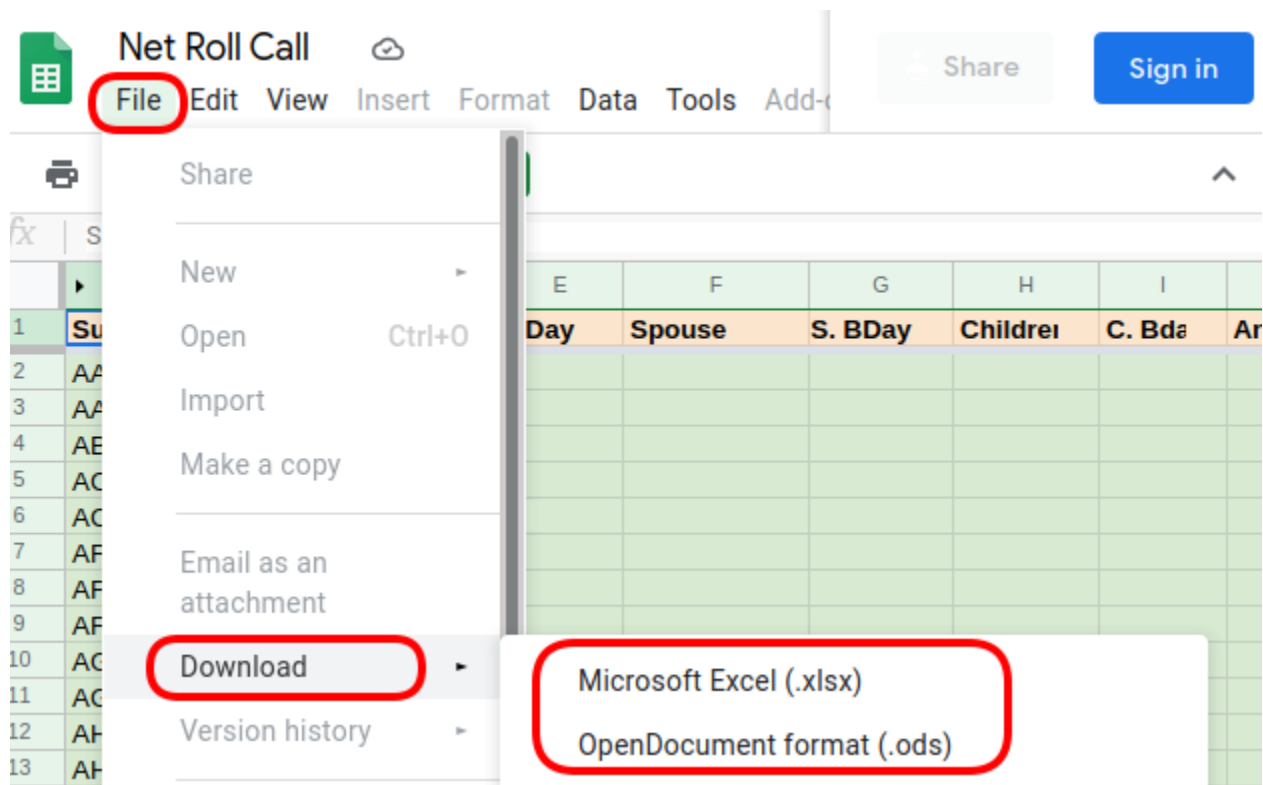 Net Roll Call
Share
Sign in
File Edit View Insert Format Data Tools
Share
fx
New
E F G H I
Open Ctrl+O
1 Day Spouse S. BDay C.
Import
2
3
4
Make a copy
5
6
7
Email as an
attachment
8
9
10
Download
Microsoft Excel (.xlsx)
11
12
Version history
OpenDocument format (.ods)
13